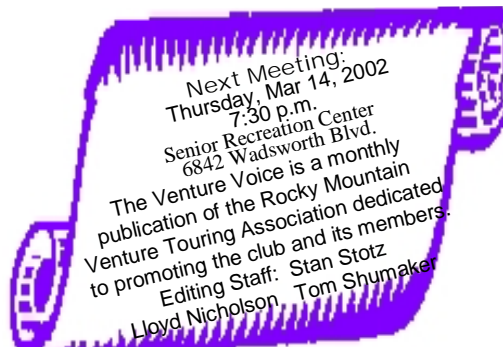 Next Meeting:
Thursday, Mar 14, 2002
7:30 p.m.
Senior Recreation Center
6842 Wadsworth Blvd.
The Venture Voice is a monthly
publication of the Rocky Mountain
Venture Touring Association dedicated
to promoting the club and its members.
Editing Staff: Stan Stotz
Lloyd Nicholson Tom Shumaker